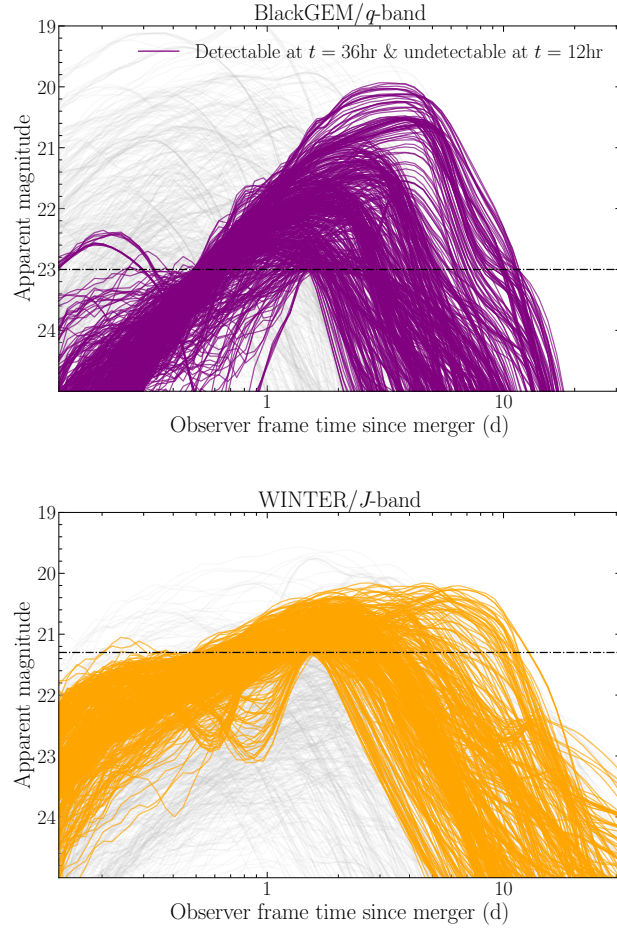 BlackGEM/q-band
Detectable at t = 36hr & undetectable at t = 12hr
Apparent magnitude
19
20
21
22
23
24
1
10
Observer frame time since merger (d)
WINTER/J-band
Apparent magnitude
19
20
21
22
23
24
1
10
Observer frame time since merger (d)